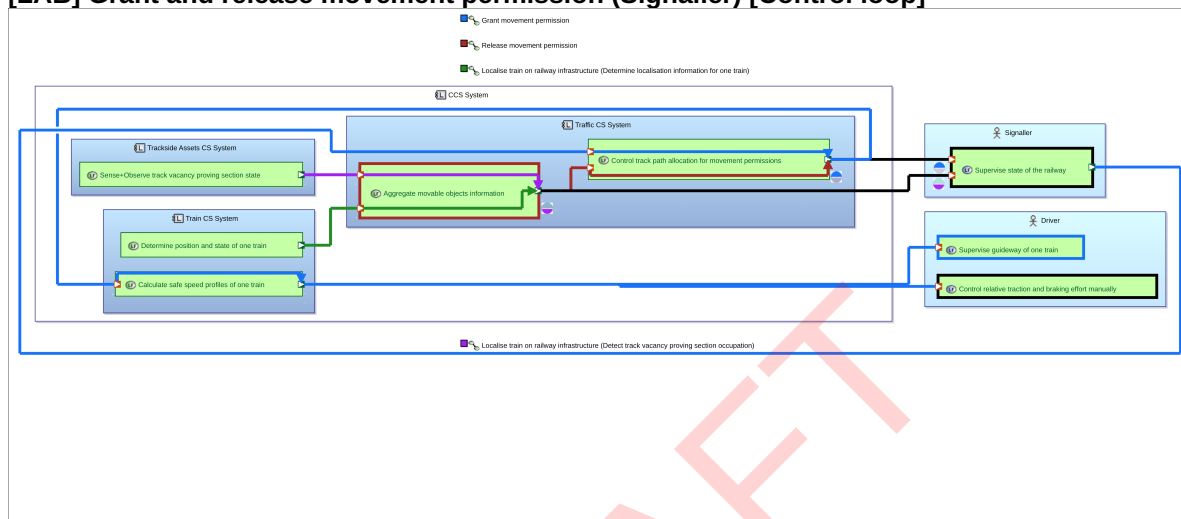 [LAB] Grant and release movement permission (Signaller) [Control loop]
Grant movement permission
Release movement permission
Localise train on railway infrastructure (Determine localisation information for one train)
CCS System
Traffic CS System
Signaller
Trackside Assets CS System
Control track path allocation for movement permissions
Sense+Observe track vacancy proving section state
Supervise state of the railway
Aggregate movable objects information
Train CS System
Driver
Determine position and state of one train
Supervise guideway of one train
Calculate safe speed profiles of one train
Control relative traction and braking effort manually
Localise train on railway infrastructure (Detect track vacancy proving section occupation)